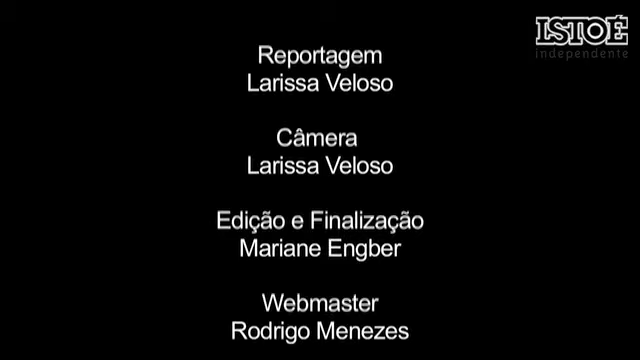 ISTOÉ
independente
Reportagem
Larissa Veloso
Câmera
Larissa Veloso
Edição e Finalização
Mariane Engber
Webmaster
Rodrigo Menezes